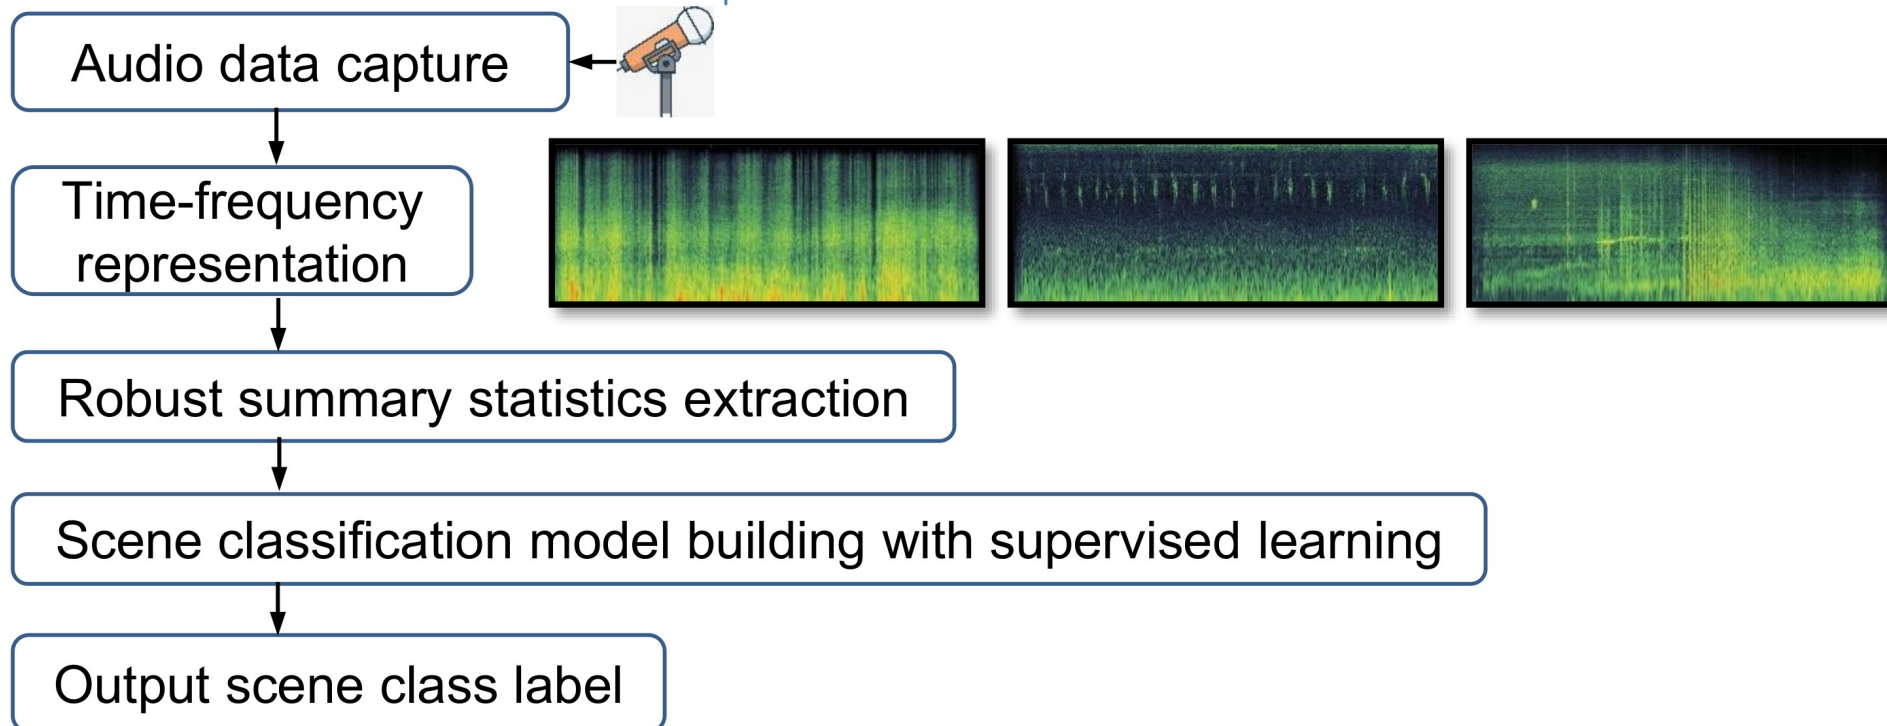 Audio data capture
Time-frequency
representation
Robust summary statistics extraction
Scene classification model building with supervised learning
Output scene class label